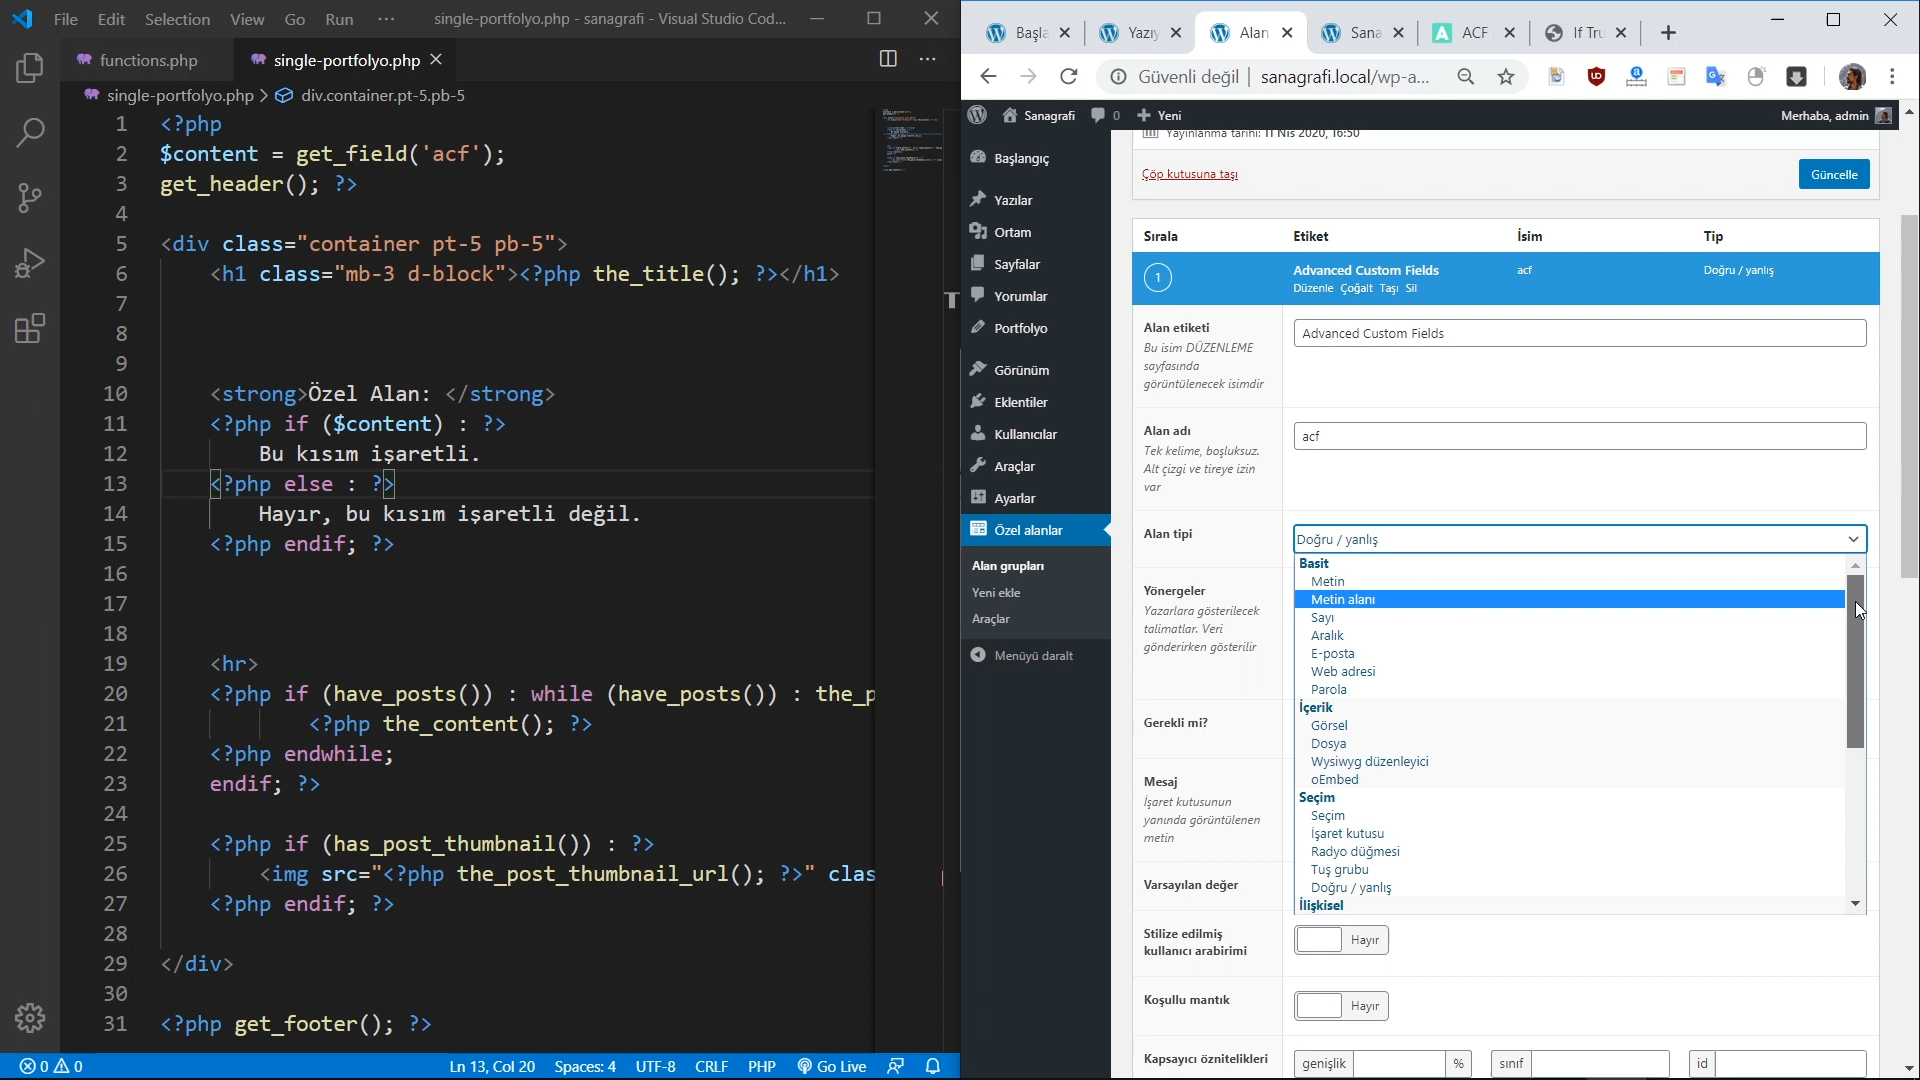 File Edit Selection View Go Run ··· single-portfolyo.php - sanagrafi - Visual Studio Cod...
functions.php single-portfolyo.php
single-portfolyo.php > div.container.pt-5.pb-5
1 <?php
2 $content = get_field('acf');
3 get_header(); ?>
4
5 <div class="container pt-5 pb-5">
6 <h1 class="mb-3 d-block"><?php the_title(); ?></h1>
7
8
9
10 <strong>Özel Alan: </strong>
11 <?php if ($content) : ?>
12 Bu kısım işaretli.
13 <?php else : ?>
14 Hayır, bu kısım işaretli değil.
15 <?php endif; ?>
16
17
18
19 <hr>
20 <?php if (have_posts()) : while (have_posts()) : the_p
21 <?php the_content(); ?>
22 <?php endwhile;
23 endif; ?>
24
25 <?php if (has_post_thumbnail()) : ?>
26 <img src="<?php the_post_thumbnail_url(); ?>" clas
27 <?php endif; ?>
28
29 </div>
30
31 <?php get_footer(); ?>
0 0 Ln 13, Col 20 Spaces: 4 UTF-8 CRLF PHP Go Live
Başla Yazıy Alan Sana ACF If Tru
Güvenli değil | sanagrafi.local/wp-a...
Sanagrafi 0 Yeni Merhaba, admin
Başlangıç
Yazılar
Ortam
Sayfalar
Yorumlar
Portfolyo
Görünüm
Eklentiler
Kullanıcılar
Araçlar
Ayarlar
Özel alanlar
Alan grupları
Yeni ekle
Araçlar
Menüyü daralt
Yayınlanma tarihi: 11 Nis 2020, 16:50
Çöp kutusuna taşı Güncelle
Sırala Etiket İsim Tip
1 Advanced Custom Fields acf Doğru / yanlış
Düzenle Çoğalt Taşı Sil
Alan etiketi
Bu isim DÜZENLEME
sayfasında
görüntülenecek isimdir
Advanced Custom Fields
Alan adı
Tek kelime, boşluksuz.
Alt çizgi ve tireye izin
var
acf
Alan tipi
Doğru / yanlış
Basit
Metin
Metin alanı
Sayı
Aralık
E-posta
Web adresi
Parola
İçerik
Görsel
Dosya
Wysiwyg düzenleyici
oEmbed
Seçim
Seçim
İşaret kutusu
Radyo düğmesi
Tuş grubu
Doğru / yanlış
İlişkisel
Yönergeler
Yazarlara gösterilecek
talimatlar. Veri
gönderirken gösterilir
Gerekli mi?
Mesaj
İşaret kutusunun
yanında görüntülenen
metin
Varsayılan değer
Stilize edilmiş
kullanıcı arabirimi
Hayır
Koşullu mantık
Hayır
Kapsayıcı öznitelikleri genişlik % sınıf id